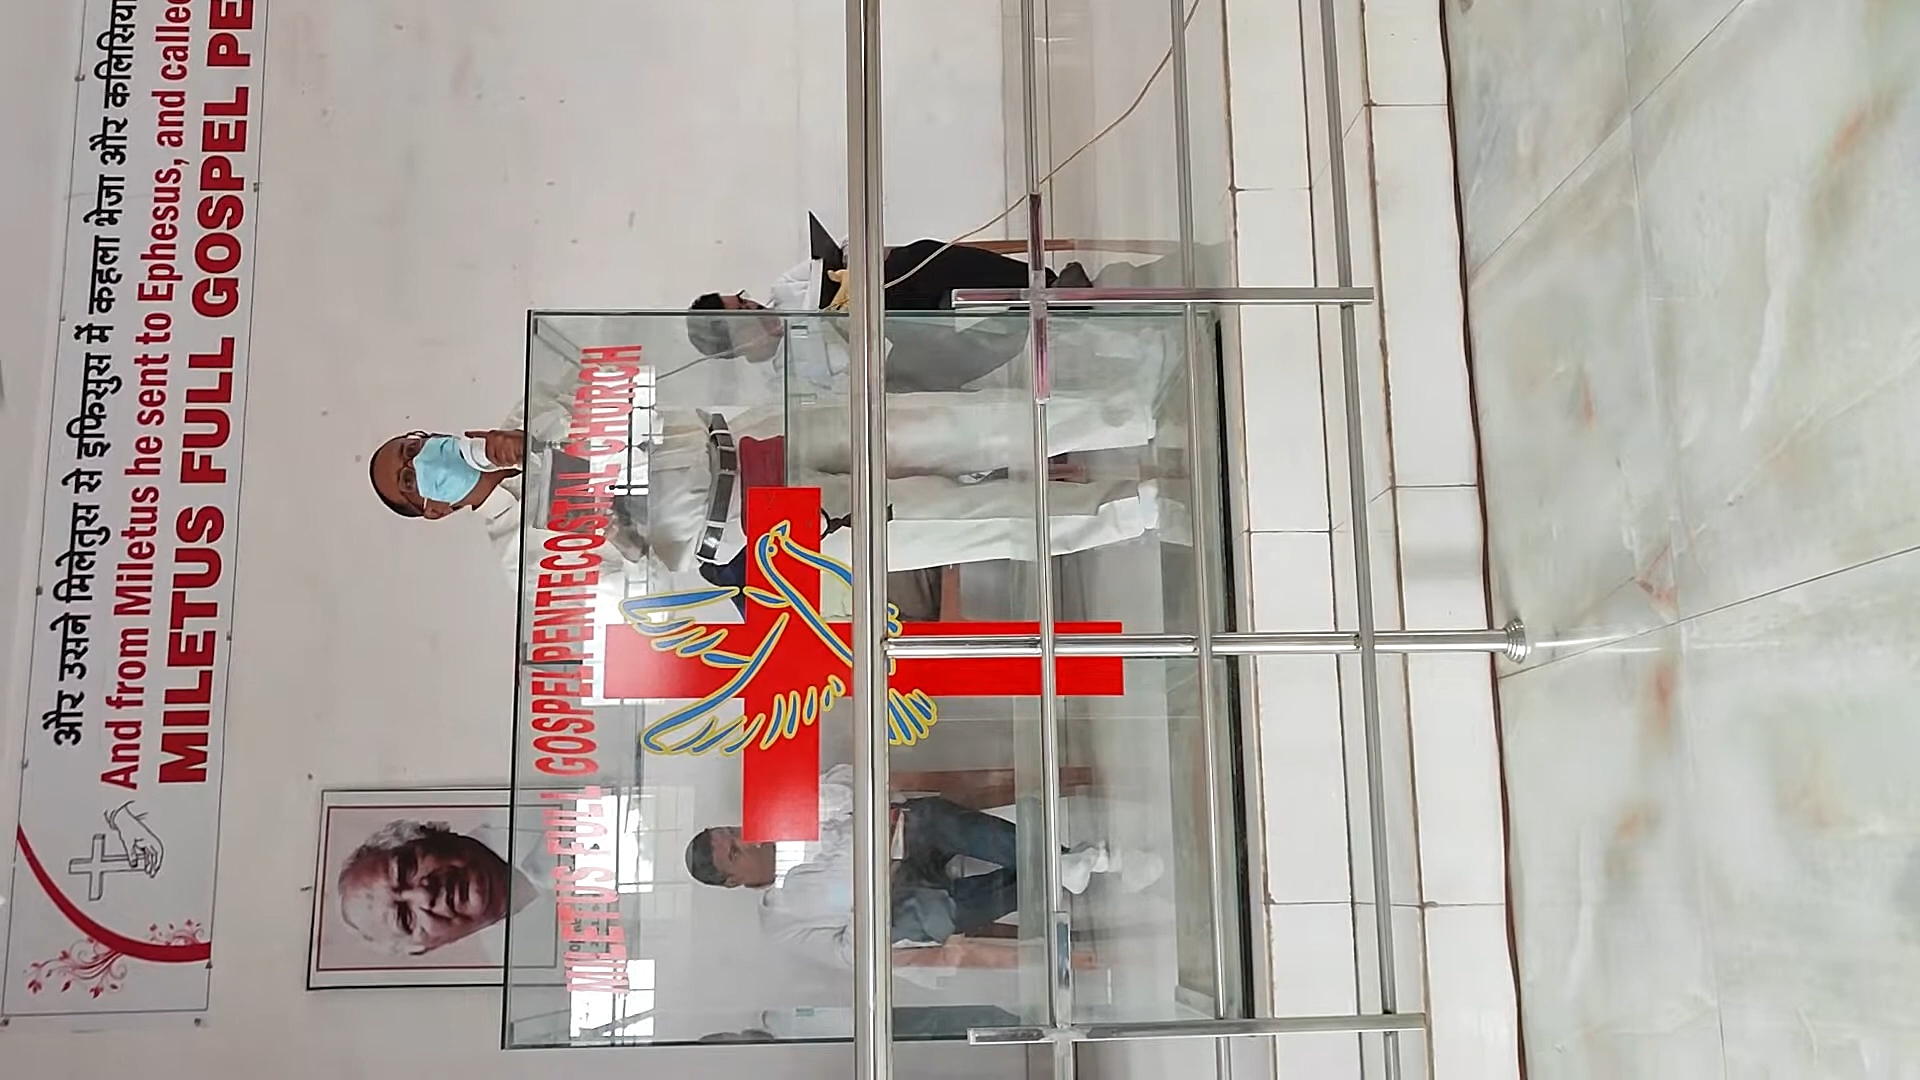 और उसने मिलेतुस से इफिसुस में कहला भेजा और कलिसिया
And from Miletus he sent to Ephesus, and called
MILETUS FULL GOSPEL PE
MILETUS FULL GOSPEL PENTECOSTAL CHURCH